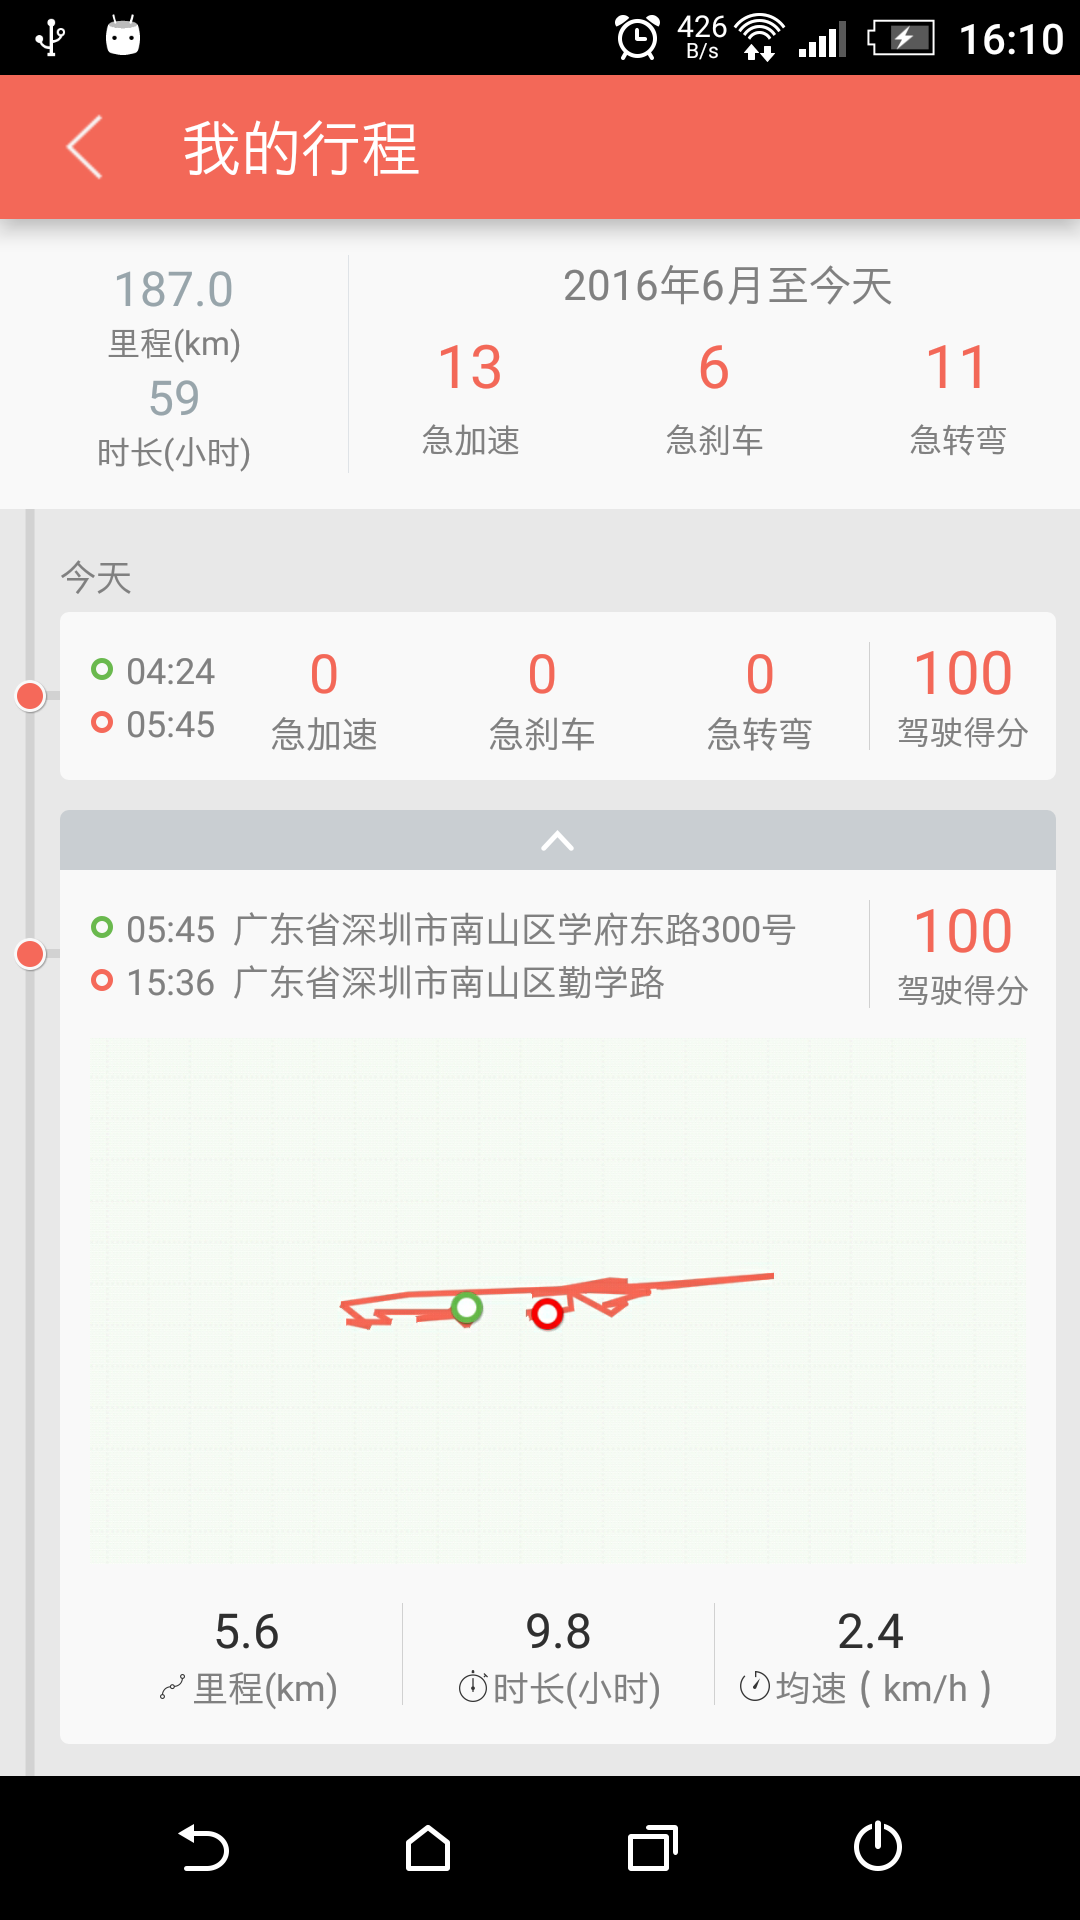 426
B/s
16:10
我的行程
187.0
里程(km)
59
时长(小时)
2016年6月至今天
13 6 11
急加速 急刹车 急转弯
今天
04:24
05:45
0 0 0
急加速 急刹车 急转弯
100
驾驶得分
05:45 广东省深圳市南山区学府东路300号
15:36 广东省深圳市南山区勤学路
100
驾驶得分
5.6 9.8 2.4
里程(km) 时长(小时) 均速（km/h）